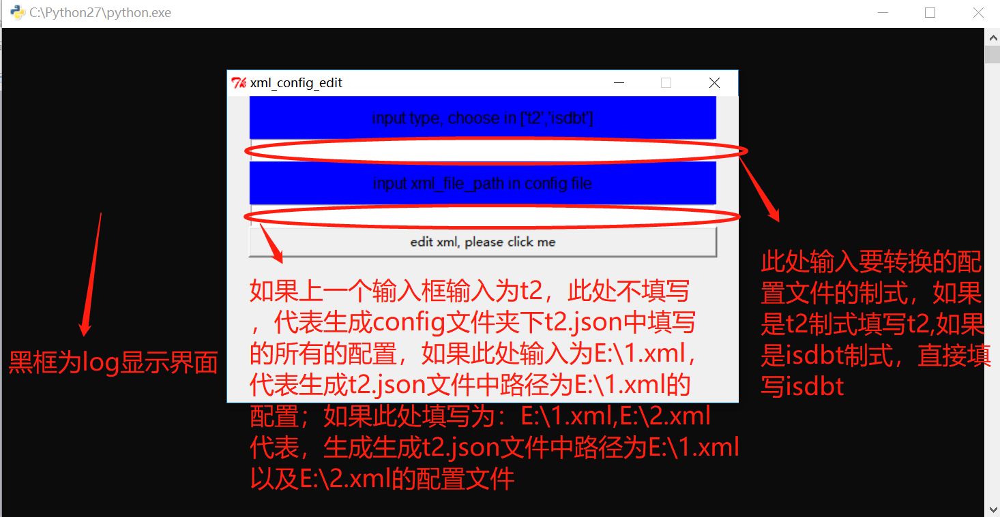 C:\Python27\python.exe
xml_config_edit
input type, choose in ['t2','isdbt']
input xml_file_path in config file
edit xml, please click me
此处输入要转换的配
置文件的制式，如果
是t2制式填写t2,如果
是isdbt制式，直接填
写isdbt
如果上一个输入框输入为t2，此处不填写
，代表生成config文件夹下t2.json中填写
的所有的配置，如果此处输入为E:\1.xml，
代表生成t2.json文件中路径为E:\1.xml的
配置；如果此处填写为：E:\1.xml,E:\2.xml
代表，生成生成t2.json文件中路径为E:\1.xml
以及E:\2.xml的配置文件
黑框为log显示界面